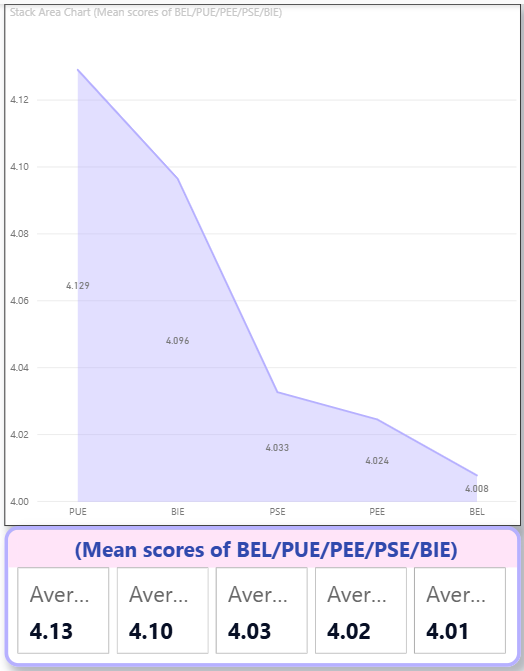 Stack Area Chart (Mean scores of BEL/PUE/PEE/PSE/BIE)
4.12
4.10
4.08
4.06
4.04
4.02
4.00
4.129
4.096
4.033
4.024
4.008
PUE BIE PSE PEE BEL
(Mean scores of BEL/PUE/PEE/PSE/BIE)
Aver... Aver... Aver... Aver... Aver...
4.13 4.10 4.03 4.02 4.01